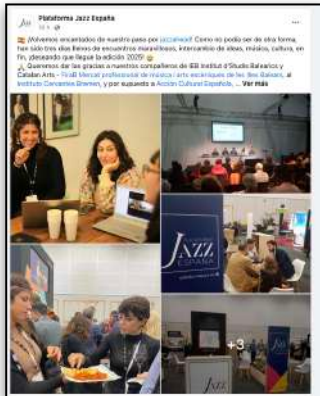 Plataforma Jazz España
¡Volvemos encantados de nuestro paso por jazzahead! Como no podía ser de otra forma,
han sido tres días llenos de encuentros maravillosos, intercambio de ideas, música, cultura, en
fin, ¡deseando que llegue la edición 2025!
Queremos dar las gracias a nuestros compañeros de IEB Institut d'Studis Baleàrics y
Catalan Arts - FiraB Mercat professional de música i arts escèniques de les Illes Balears, al
Instituto Cervantes Bremen, y por supuesto a Acción Cultural Española, ... Ver más
JAZZ
ESPAÑA
+3
JAZZ